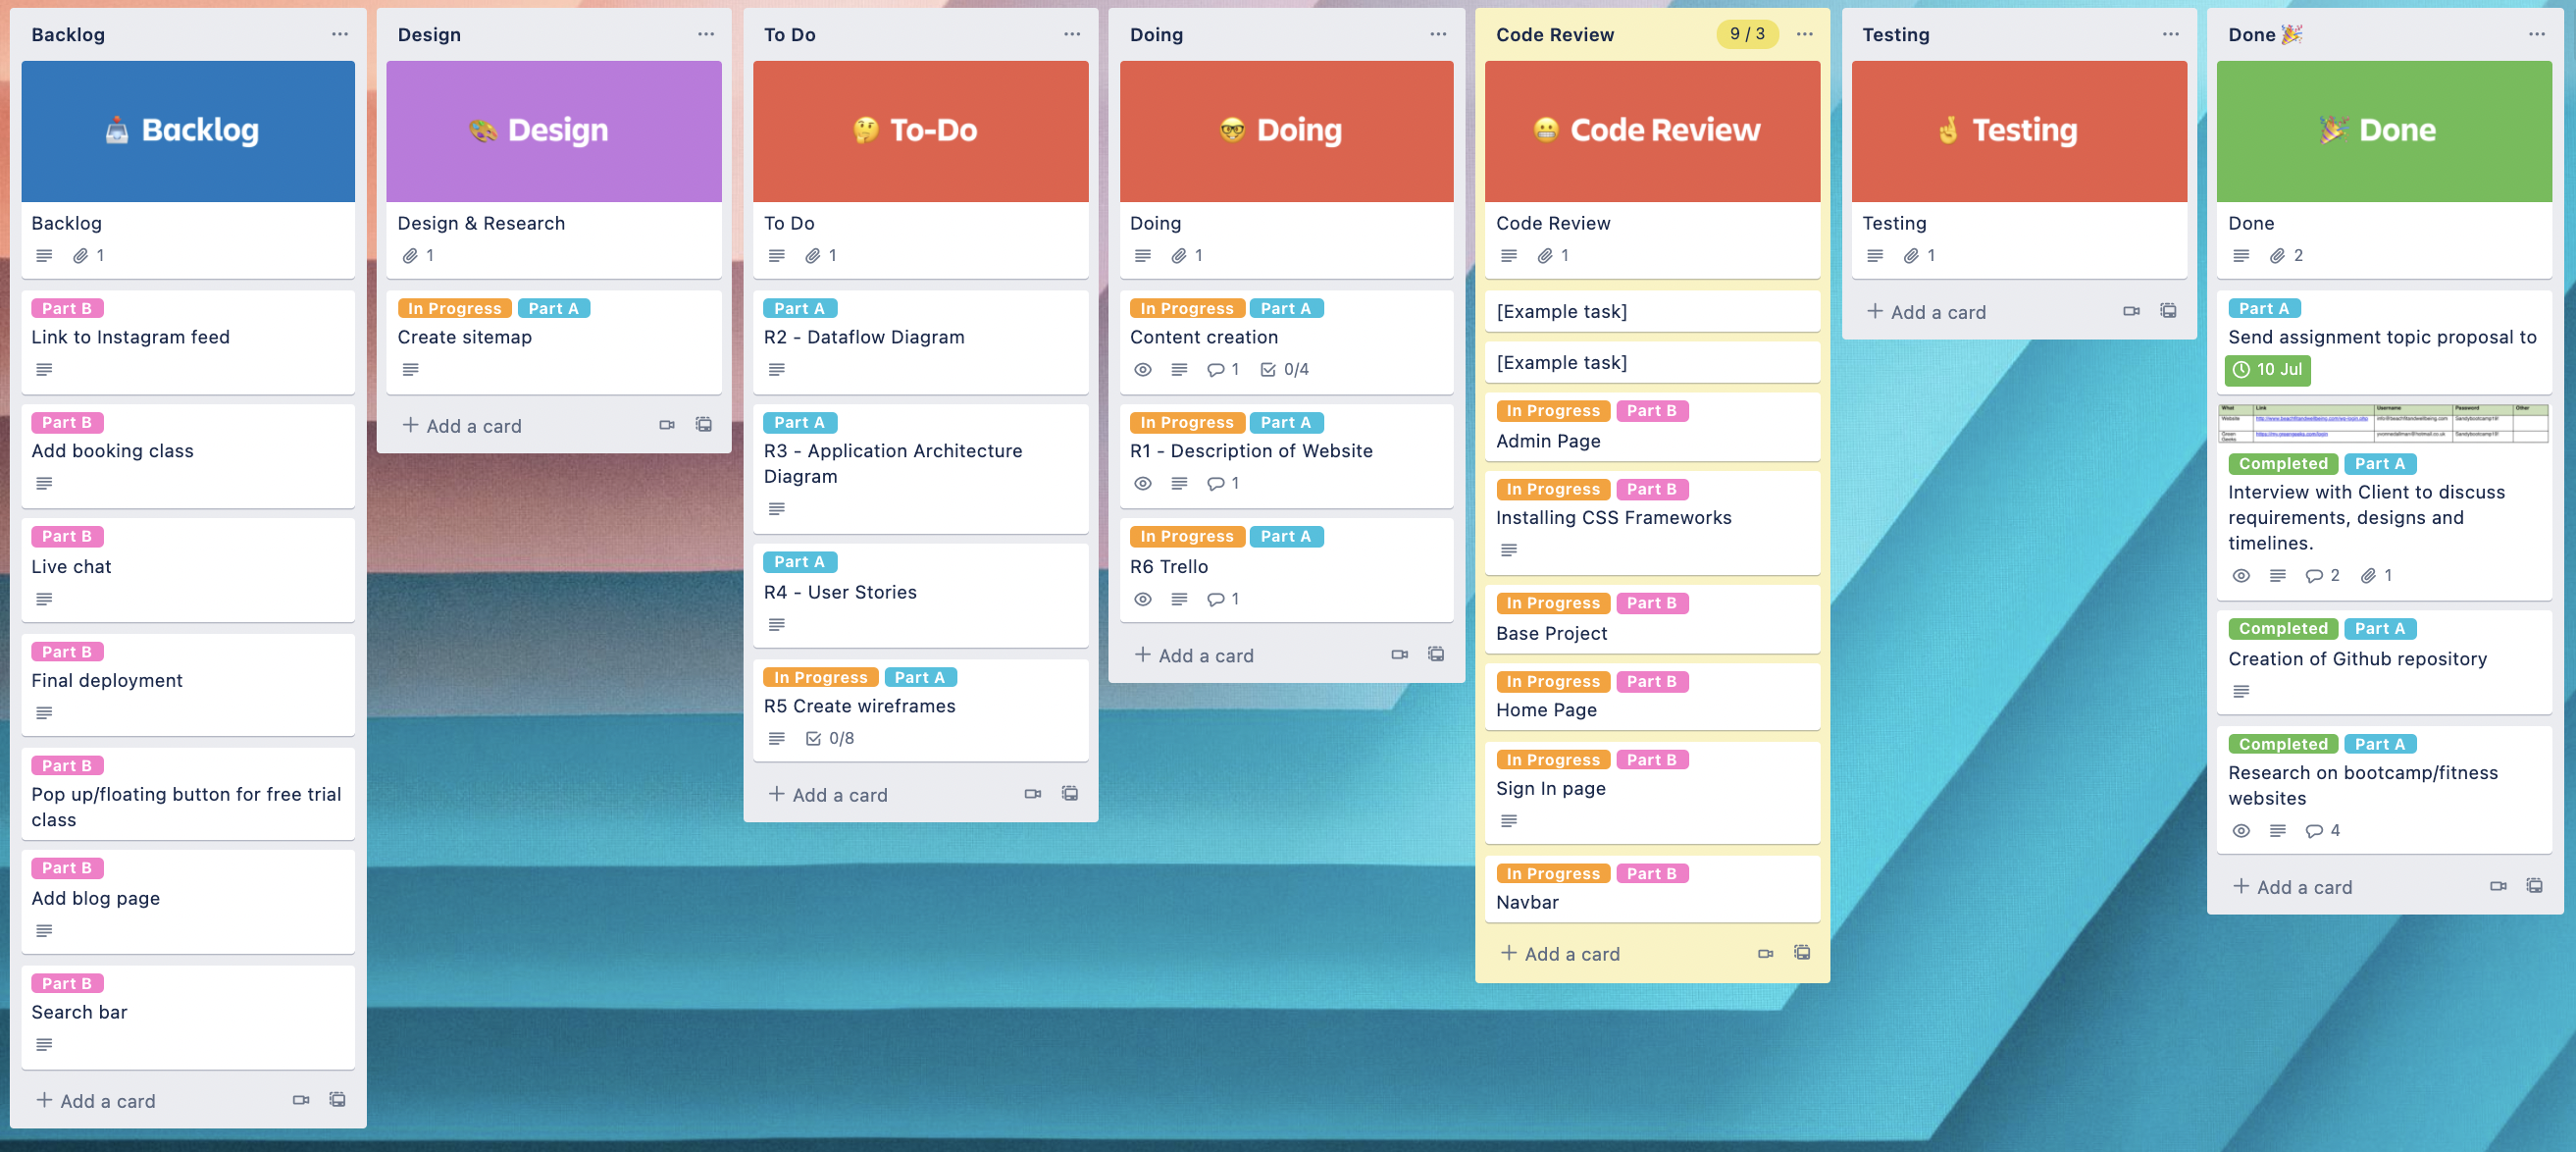 Backlog
Backlog
Backlog
1
Part B
Link to Instagram feed
Part B
Add booking class
Part B
Live chat
Part B
Final deployment
Part B
Pop up/floating button for free trial
class
Part B
Add blog page
Part B
Search bar
+ Add a card
Design
Design
Design & Research
1
In Progress Part A
Create sitemap
+ Add a card
To Do
To-Do
To Do
1
Part A
R2 - Dataflow Diagram
Part A
R3 - Application Architecture
Diagram
Part A
R4 - User Stories
In Progress Part A
R5 Create wireframes
0/8
+ Add a card
Doing
Doing
Doing
1
In Progress Part A
Content creation
1 0/4
In Progress Part A
R1 - Description of Website
1
In Progress Part A
R6 Trello
1
+ Add a card
Code Review 9 / 3
Code Review
Code Review
1
[Example task]
[Example task]
In Progress Part B
Admin Page
In Progress Part B
Installing CSS Frameworks
In Progress Part B
Base Project
In Progress Part B
Home Page
In Progress Part B
Sign In page
In Progress Part B
Navbar
+ Add a card
Testing
Testing
Testing
1
+ Add a card
Done 🎉
Done
Done
2
Part A
Send assignment topic proposal to
10 Jul
What Link Username Password Other
Website
Completed Part A
Interview with Client to discuss
requirements, designs and
timelines.
2 1
Completed Part A
Creation of Github repository
Completed Part A
Research on bootcamp/fitness
websites
4
+ Add a card